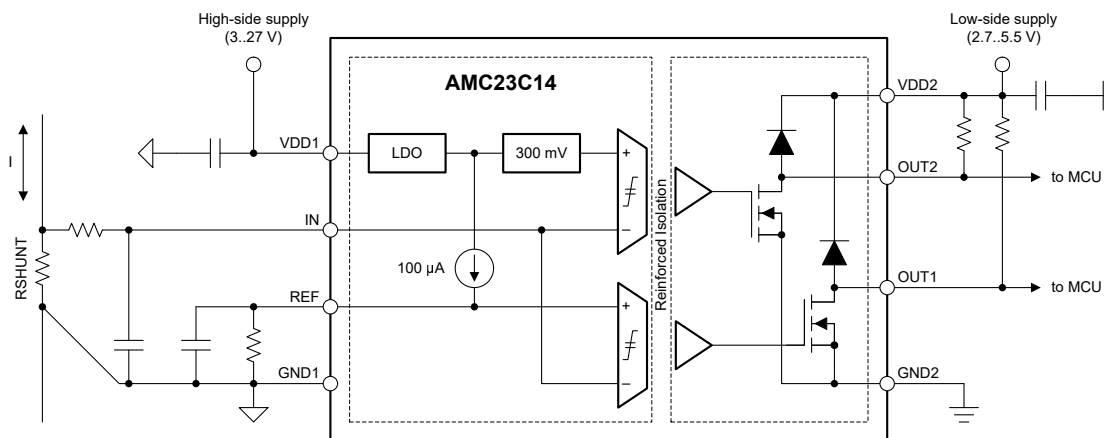 High-side supply
(3..27 V)
Low-side supply
(2.7..5.5 V)
AMC23C14
VDD1
LDO
300 mV
+
−
VDD2
OUT2
to MCU
I
IN
Reinforced Isolation
RSHUNT
100 µA
REF
+
−
OUT1
to MCU
GND1
GND2